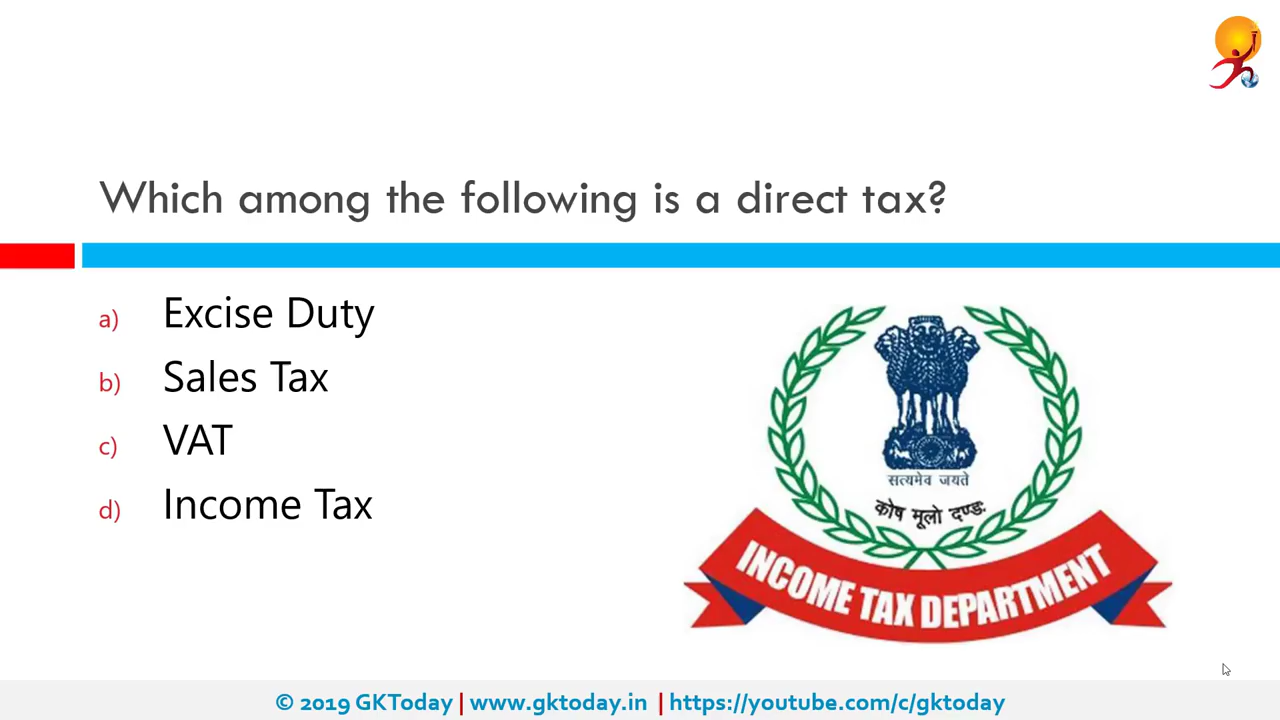 Which among the following is a direct tax?
a) Excise Duty
b) Sales Tax
c) VAT
d) Income Tax
सत्यमेव जयते
कोष मूलो दण्डः
INCOME TAX DEPARTMENT
© 2019 GKToday | www.gktoday.in | https://youtube.com/c/gktoday